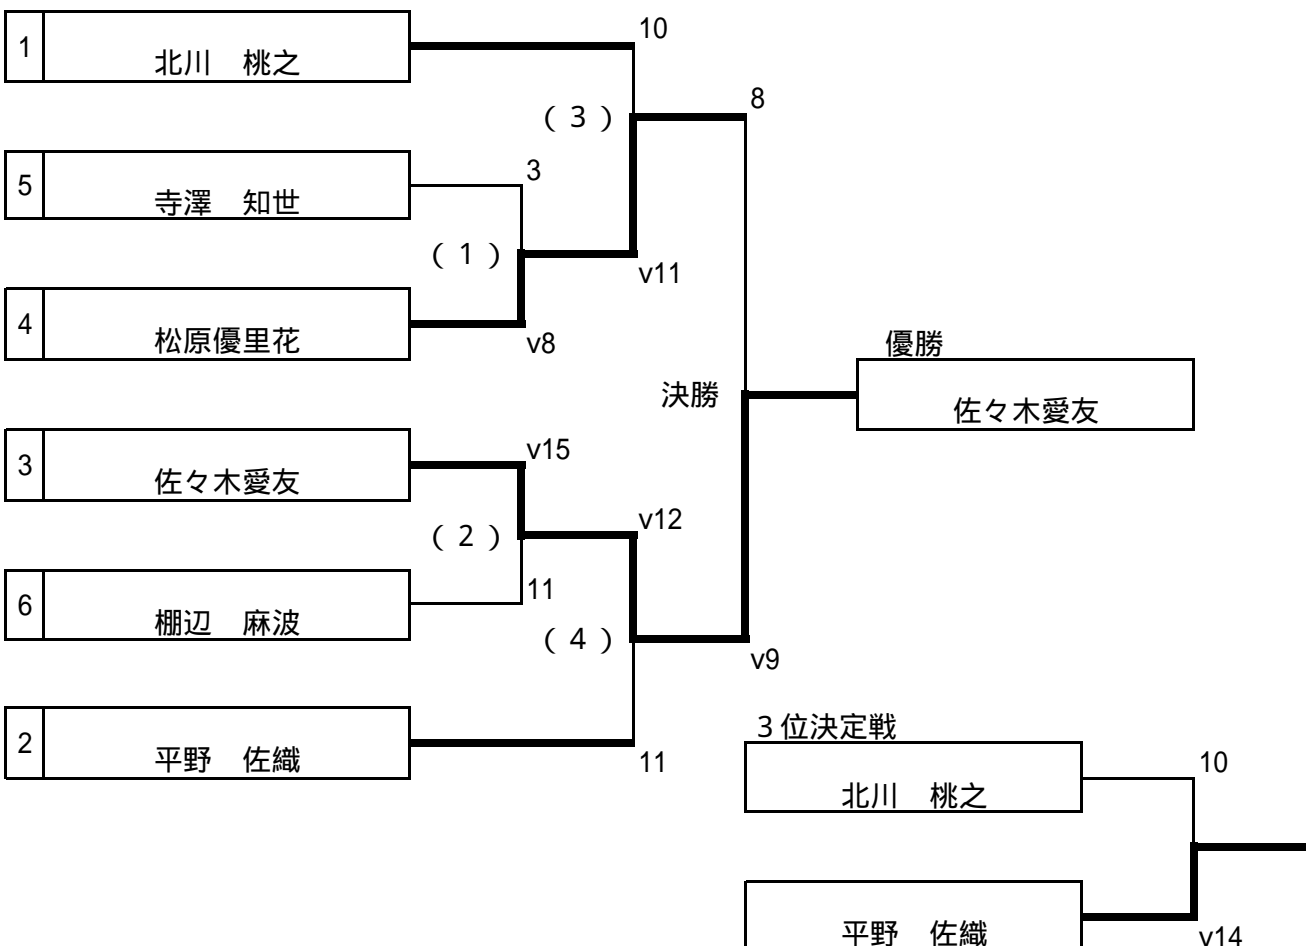 10
1 北川　桃之
8
( 3 )
3
5 寺澤　知世
( 1 )
v11
4 松原優里花
v8
優勝
決勝
佐々木愛友
v15
3 佐々木愛友
v12
( 2 )
11
6 棚辺　麻波
( 4 )
v9
3位決定戦
2 平野　佐織
11
10
北川　桃之
平野　佐織
v14